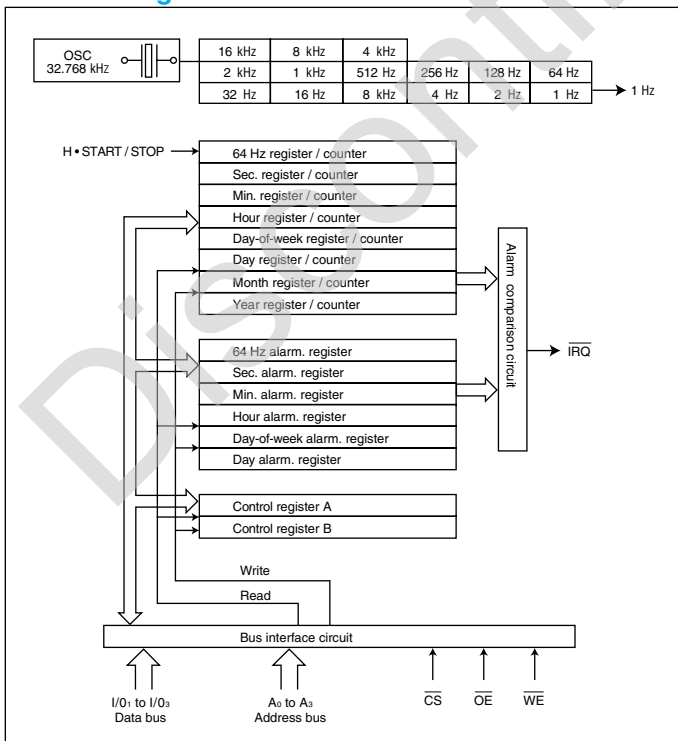 OSC
32.768 kHz
16 kHz 8 kHz 4 kHz
2 kHz 1 kHz 512 Hz 256 Hz 128 Hz 64 Hz
32 Hz 16 Hz 8 kHz 4 Hz 2 Hz 1 Hz
1 Hz
H • START / STOP
64 Hz register / counter
Sec. register / counter
Min. register / counter
Hour register / counter
Day-of-week register / counter
Day register / counter
Month register / counter
Year register / counter
Alarm comparison circuit
IRQ
64 Hz alarm. register
Sec. alarm. register
Min. alarm. register
Hour alarm. register
Day-of-week alarm. register
Day alarm. register
Control register A
Control register B
Write
Read
Bus interface circuit
I/01 to I/03
Data bus
A0 to A3
Address bus
CS
OE
WE
Discont